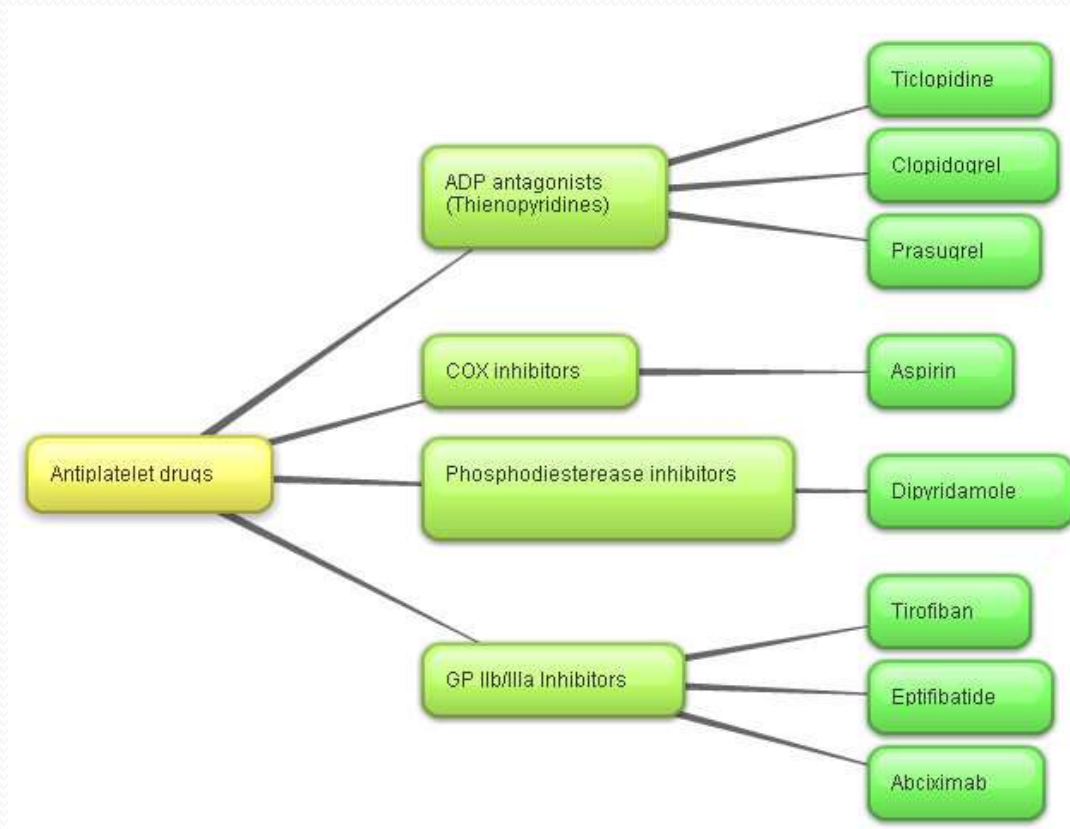 Ticlopidine
Clopidogrel
ADP antagonists
(Thienopyridines)
Prasugrel
COX inhibitors
Aspirin
Antiplatelet drugs
Phosphodiesterease inhibitors
Dipyridamole
Tirofiban
GP IIb/IIIa Inhibitors
Eptifibatide
Abciximab